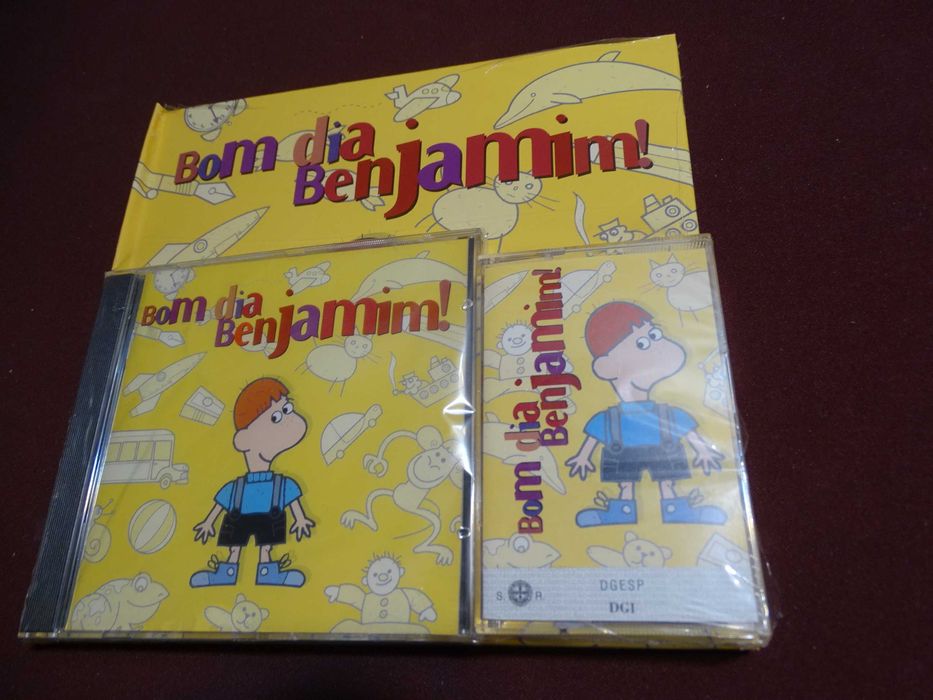 Bom dia
Benjamim!
Bom dia
Benjamim!
Bom dia
Benjamim!
S. R.
DGESP
DGI